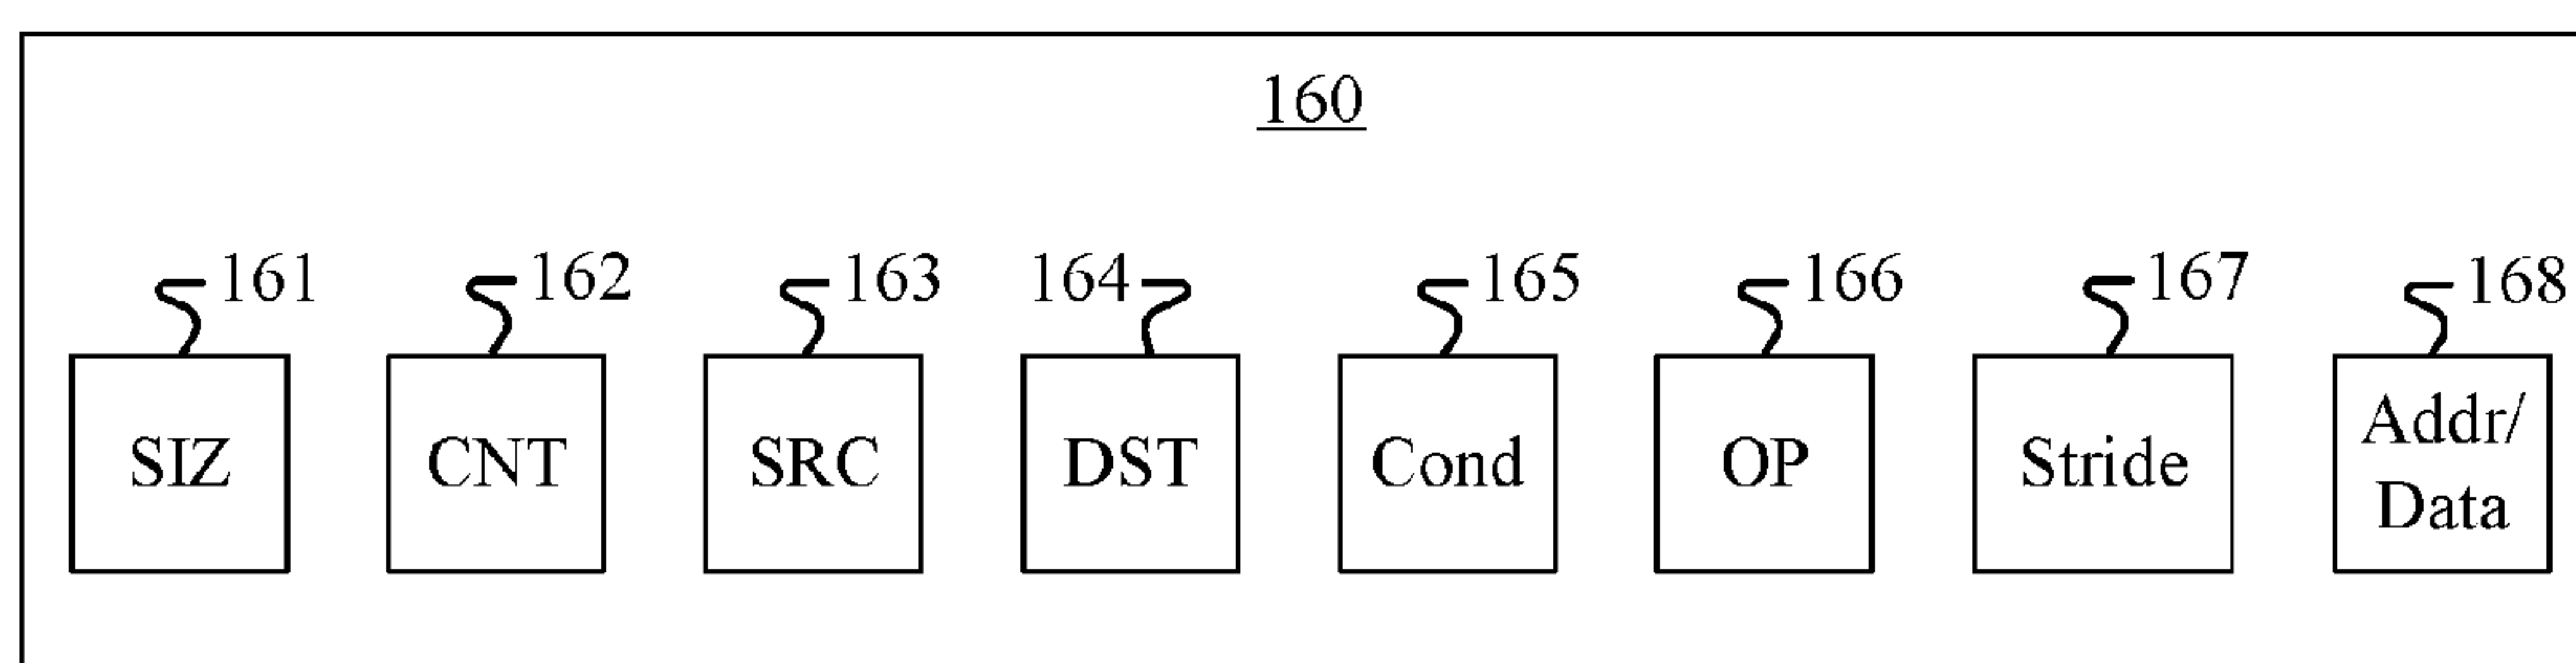 160
161 162 163 164 165 166 167 168
SIZ CNT SRC DST Cond OP Stride Addr/
Data